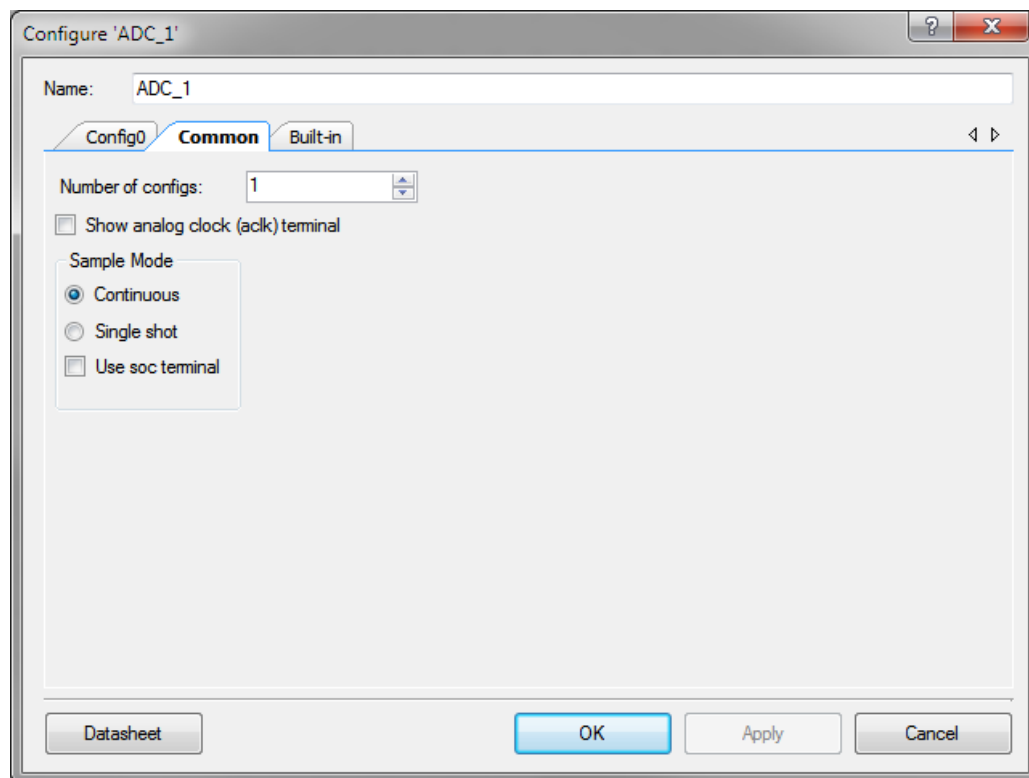 Configure 'ADC_1'
Name: ADC_1
Config0 Common Built-in
Number of configs: 1
Show analog clock (aclk) terminal
Sample Mode
Continuous
Single shot
Use soc terminal
Datasheet OK Apply Cancel